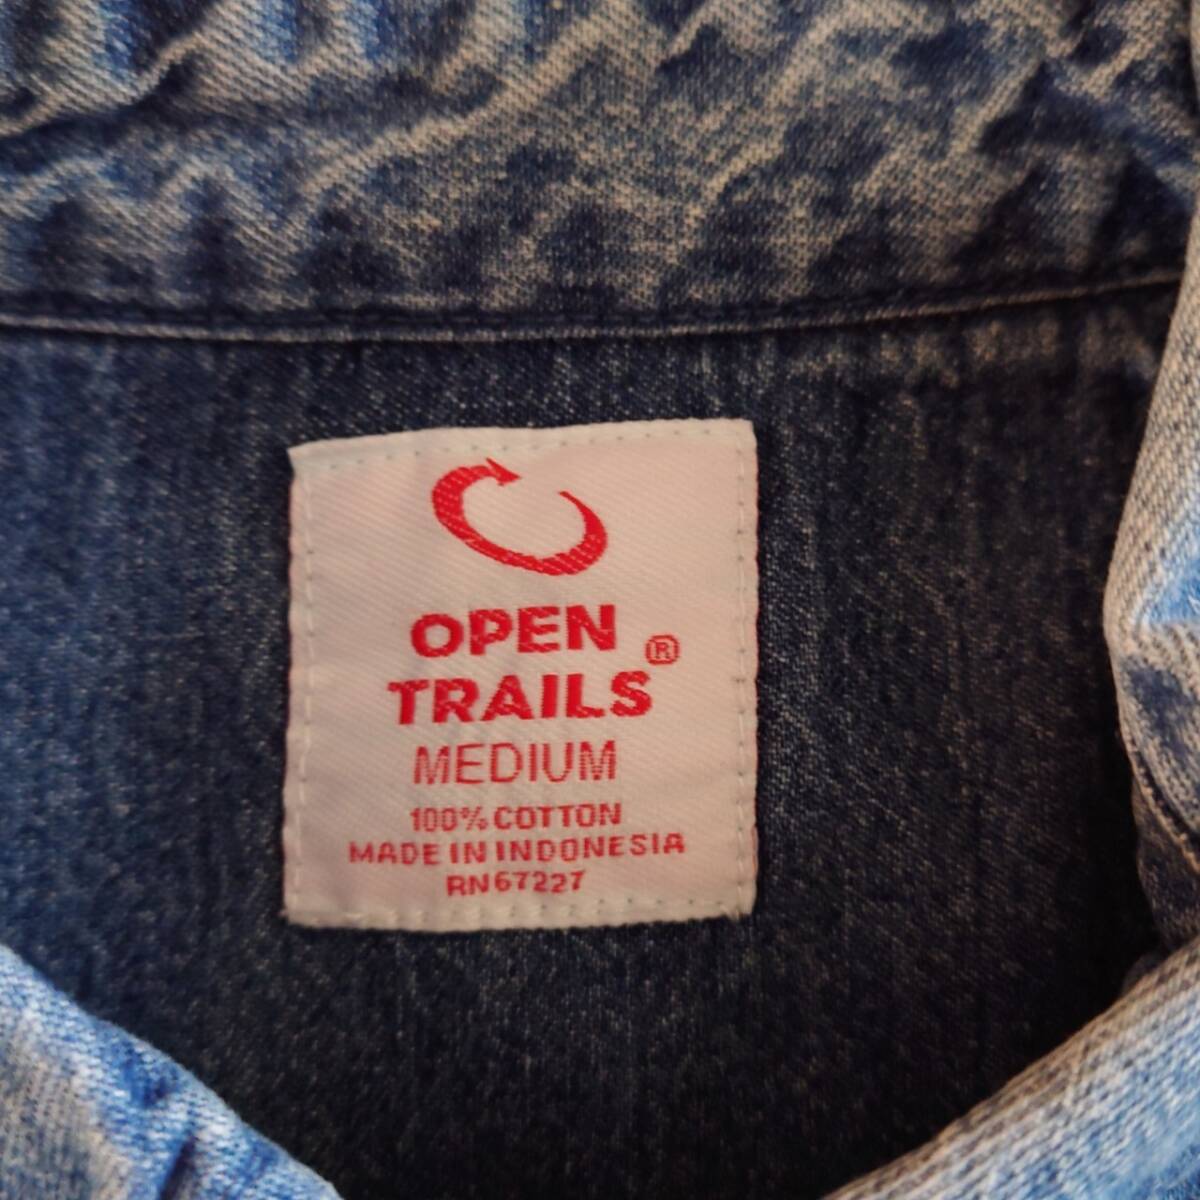 OPEN
TRAILS®
MEDIUM
100% COTTON
MADE IN INDONESIA
RN67227